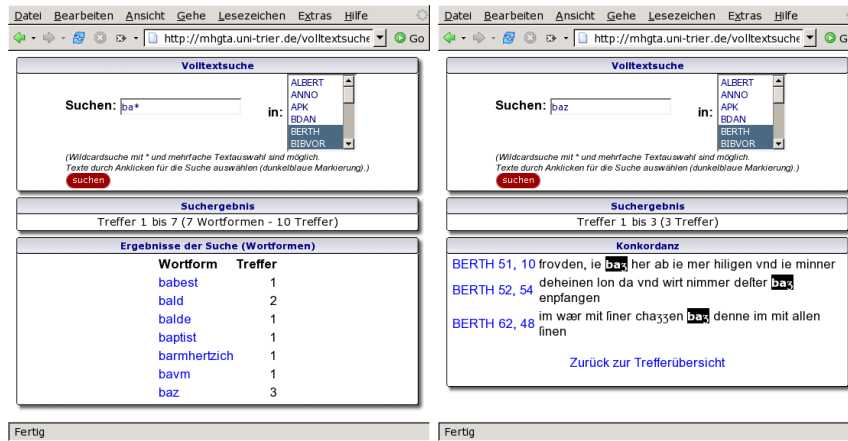 Datei Bearbeiten Ansicht Gehe Lesezeichen Extras Hilfe
http://mhgta.uni-trier.de/volltextsuche Go
Volltextsuche
Suchen: ba* in:
ALBERT
ANNO
APK
BDAN
BERTH
BIBVOR
(Wildcardsuche mit * und mehrfache Textauswahl sind möglich.
Texte durch Anklicken für die Suche auswählen (dunkelblaue Markierung).)
suchen
Suchergebnis
Treffer 1 bis 7 (7 Wortformen - 10 Treffer)
Ergebnisse der Suche (Wortformen)
Wortform Treffer
babest 1
bald 2
balde 1
baptist 1
barmhertzich 1
bavm 1
baz 3
Fertig
Datei Bearbeiten Ansicht Gehe Lesezeichen Extras Hilfe
http://mhgta.uni-trier.de/volltextsuche G
Volltextsuche
Suchen: baz in:
ALBERT
ANNO
APK
BDAN
BERTH
BIBVOR
(Wildcardsuche mit * und mehrfache Textauswahl sind möglich.
Texte durch Anklicken für die Suche auswählen (dunkelblaue Markierung).)
suchen
Suchergebnis
Treffer 1 bis 3 (3 Treffer)
Konkordanz
BERTH 51, 10 frovden, ie baʒ her ab ie mer hiligen vnd ie minner
BERTH 52, 54 deheinen lon da vnd wirt nimmer deſter baʒ
enpfangen
BERTH 62, 48 im wær mit ſiner chaʒʒen baʒ denne im mit allen
ſinen
Zurück zur Trefferübersicht
Fertig